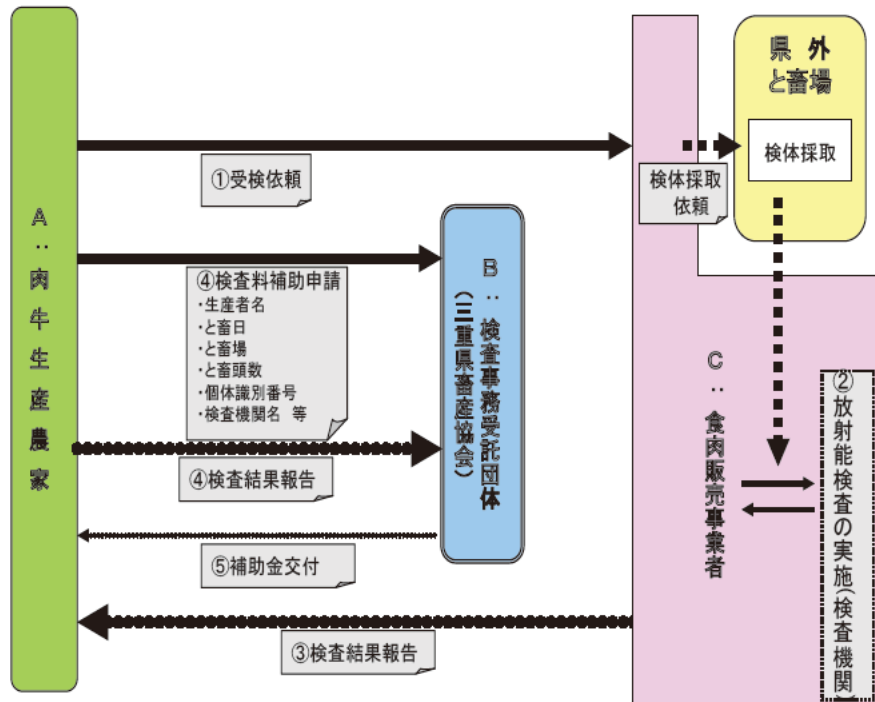 県 外
と畜場
検体採取
①受検依頼
検体採取
依頼
A：肉牛生産農家
④検査料補助申請
・生産者名
・と畜日
・と畜場
・と畜頭数
・個体識別番号
・検査機関名 等
B：検査事務受託団体
（三重県畜産協会）
C：食肉販売事業者
②放射能検査の実施（検査機関）
④検査結果報告
⑤補助金交付
③検査結果報告